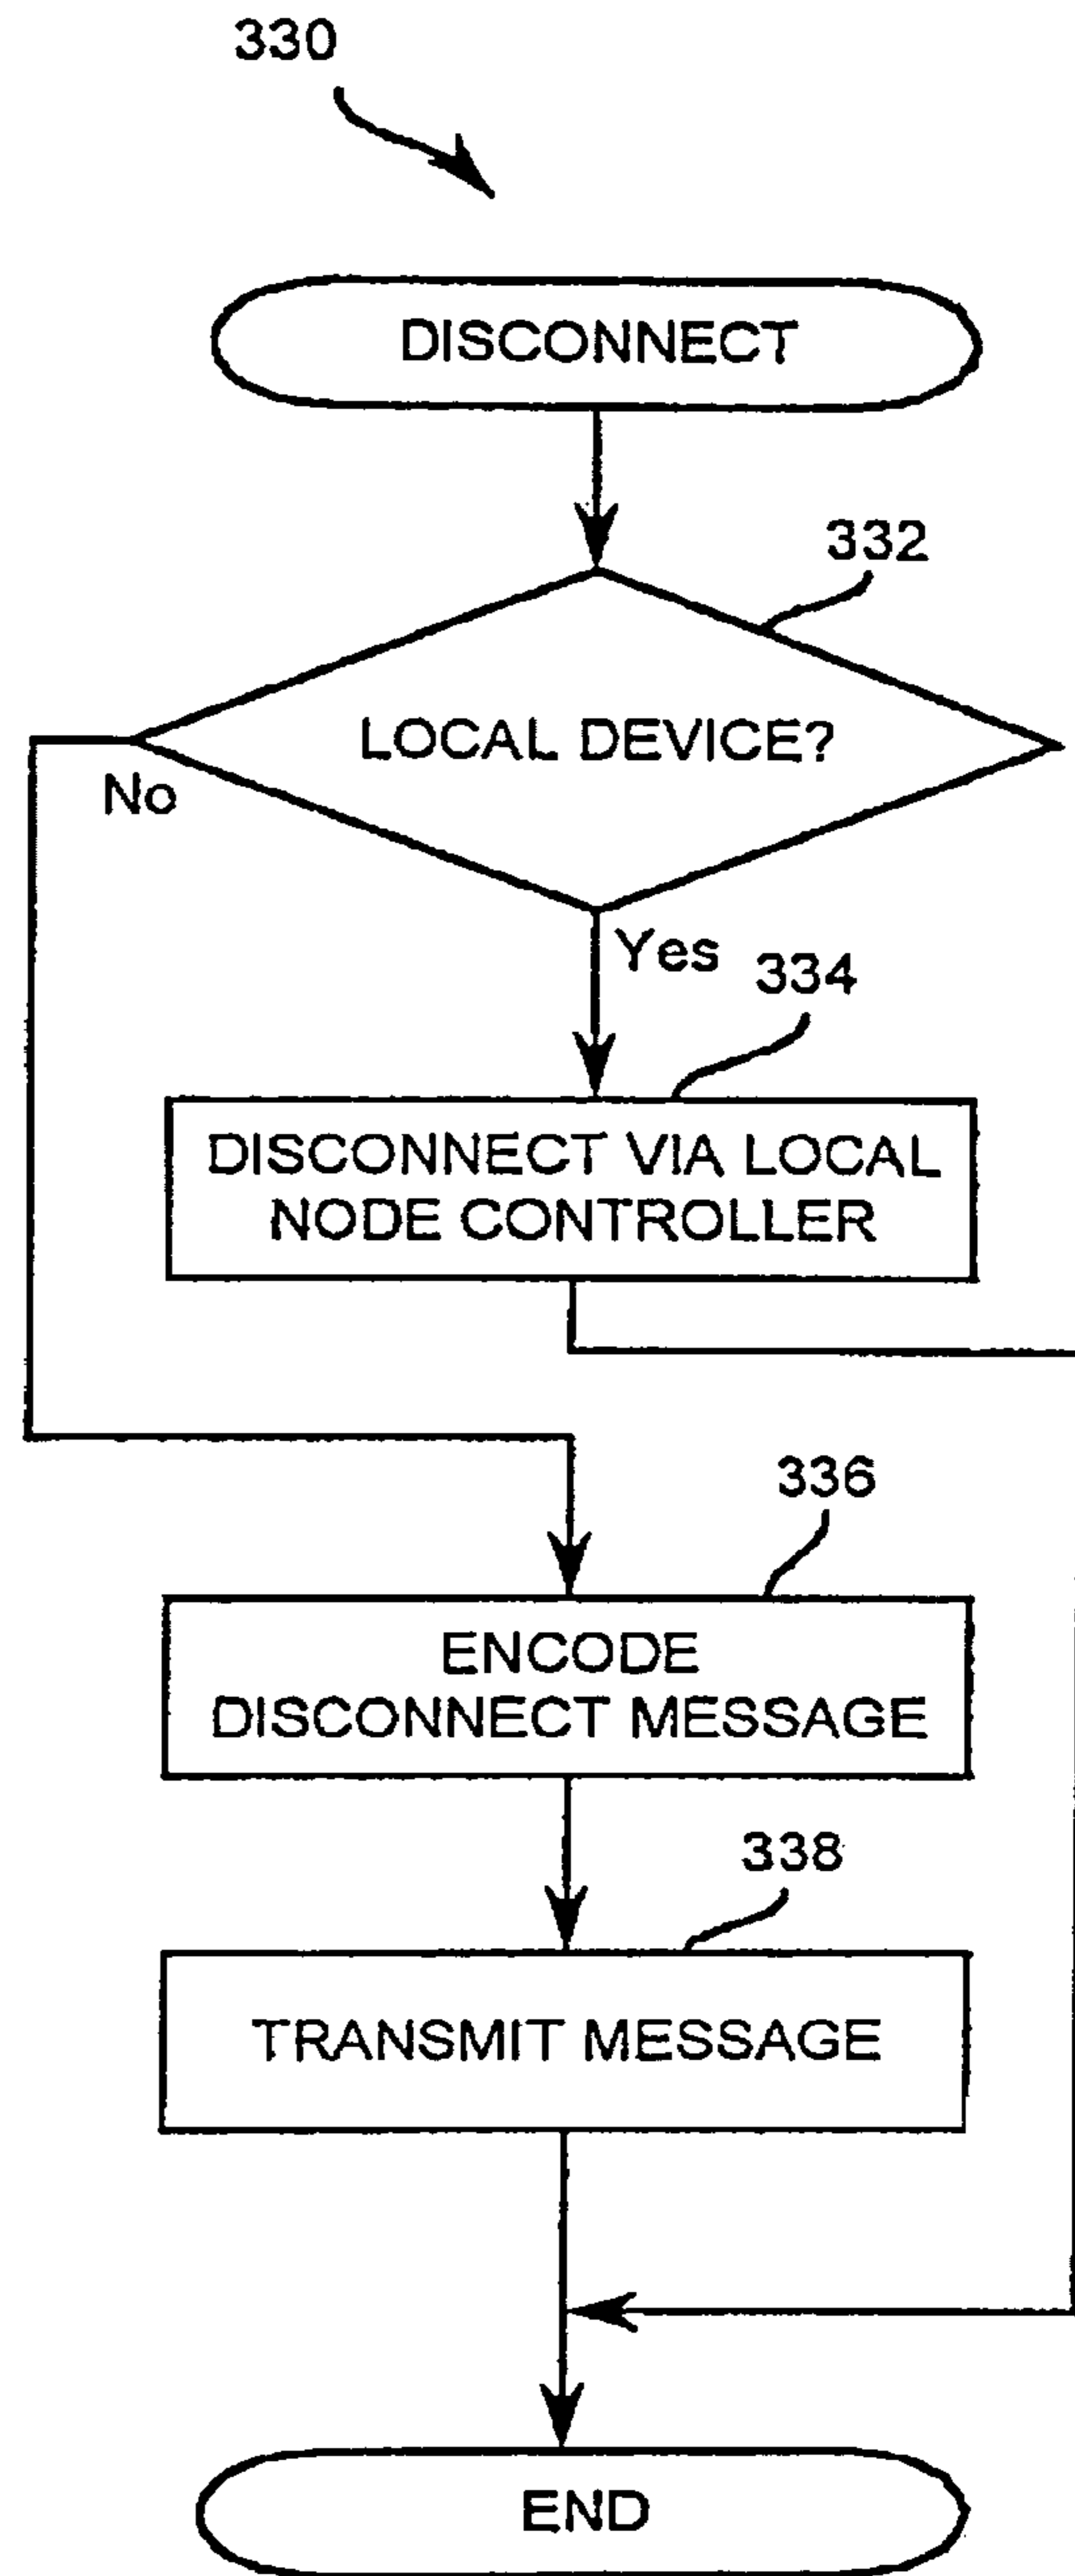 330
DISCONNECT
332
LOCAL DEVICE?
No
Yes
334
DISCONNECT VIA LOCAL
NODE CONTROLLER
336
ENCODE
DISCONNECT MESSAGE
338
TRANSMIT MESSAGE
END